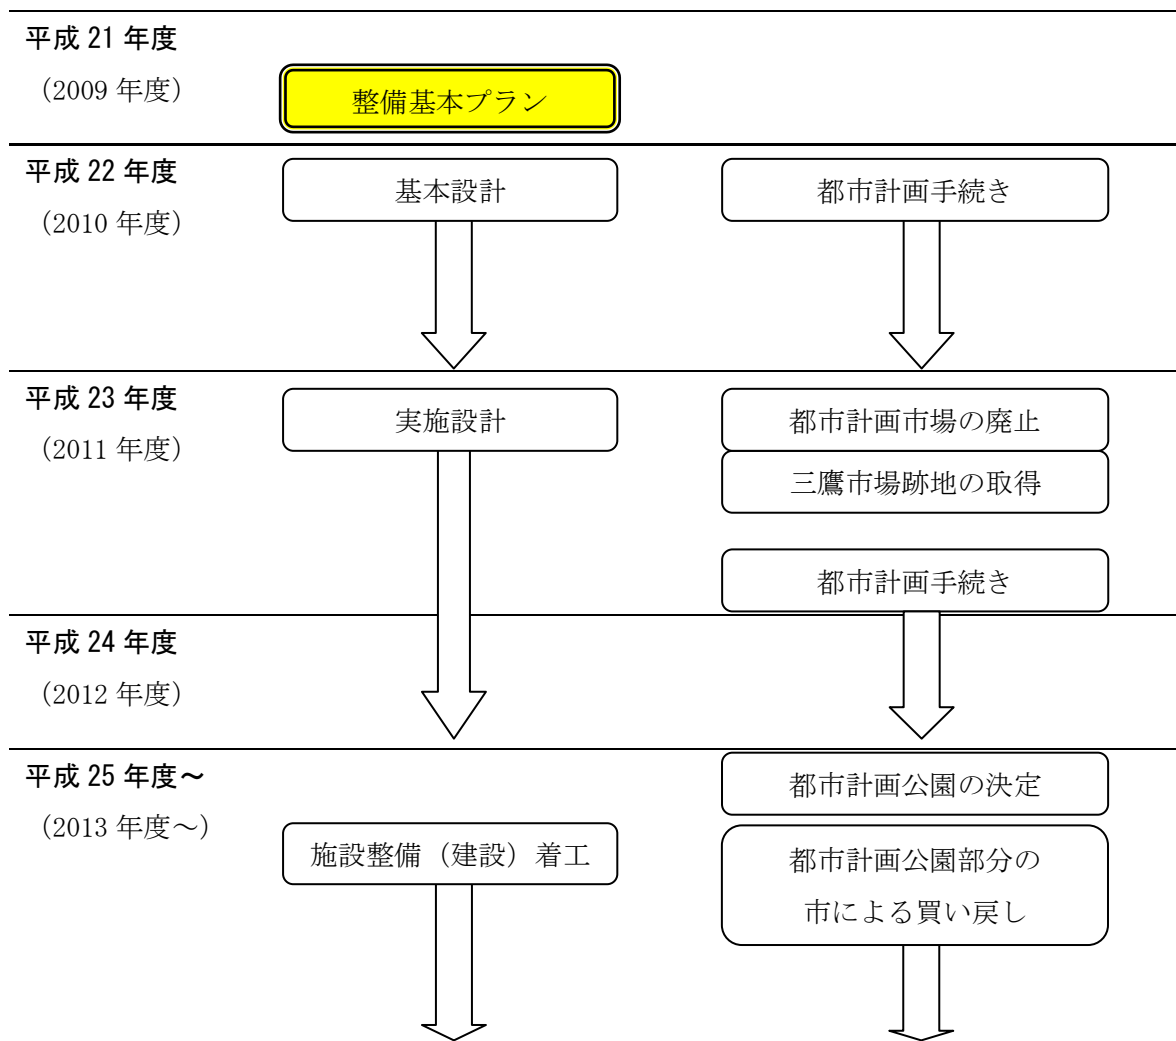 平成 21 年度
（2009 年度）
整備基本プラン
平成 22 年度
（2010 年度）
基本設計
都市計画手続き
平成 23 年度
（2011 年度）
実施設計
都市計画市場の廃止
三鷹市場跡地の取得
都市計画手続き
平成 24 年度
（2012 年度）
平成 25 年度～
（2013 年度～）
都市計画公園の決定
施設整備（建設）着工
都市計画公園部分の
市による買い戻し